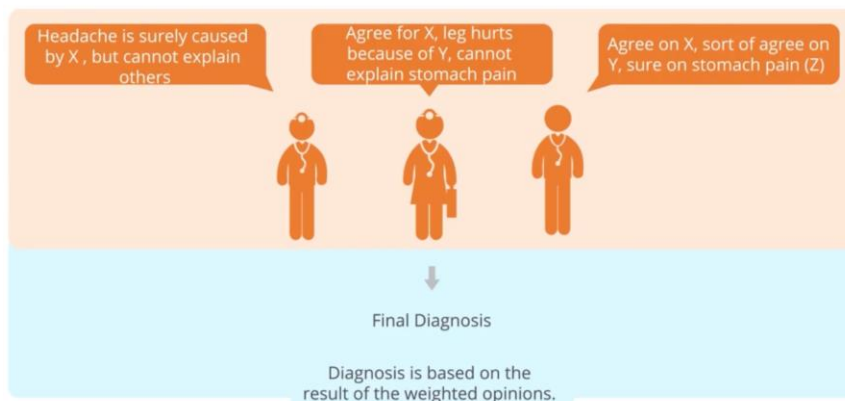 Headache is surely caused
by X , but cannot explain
others
Agree for X, leg hurts
because of Y, cannot
explain stomach pain
Agree on X, sort of agree on
Y, sure on stomach pain (Z)
Final Diagnosis
Diagnosis is based on the
result of the weighted opinions.